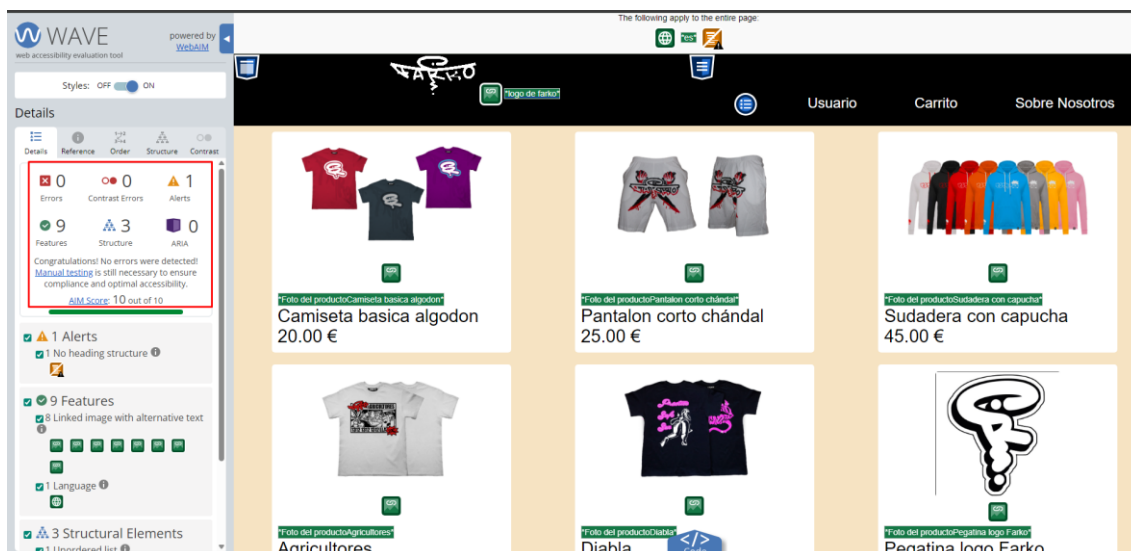 The following apply to the entire page:
*es*
WAVE
powered by
WebAIM
web accessibility evaluation tool
Styles: OFF ON
Details
Details Reference Order Structure Contrast
0 0 1
Errors Contrast Errors Alerts
9 3 0
Features Structure ARIA
Congratulations! No errors were detected!
Manual testing is still necessary to ensure
compliance and optimal accessibility.
AIM Score: 10 out of 10
1 Alerts
1 No heading structure
9 Features
8 Linked image with alternative text
1 Language
3 Structural Elements
1 Unordered list
FARKO
*logo de farko*
Usuario Carrito Sobre Nosotros
*Foto del productoCamiseta basica algodon*
Camiseta basica algodon
20.00 €
*Foto del productoPantalon corto chándal*
Pantalon corto chándal
25.00 €
*Foto del productoSudadera con capucha*
Sudadera con capucha
45.00 €
*Foto del productoAgricultores*
Agricultores
*Foto del productoDiabla*
Diabla
</>
Code
*Foto del productoPegatina logo Farko*
Pegatina logo Farko